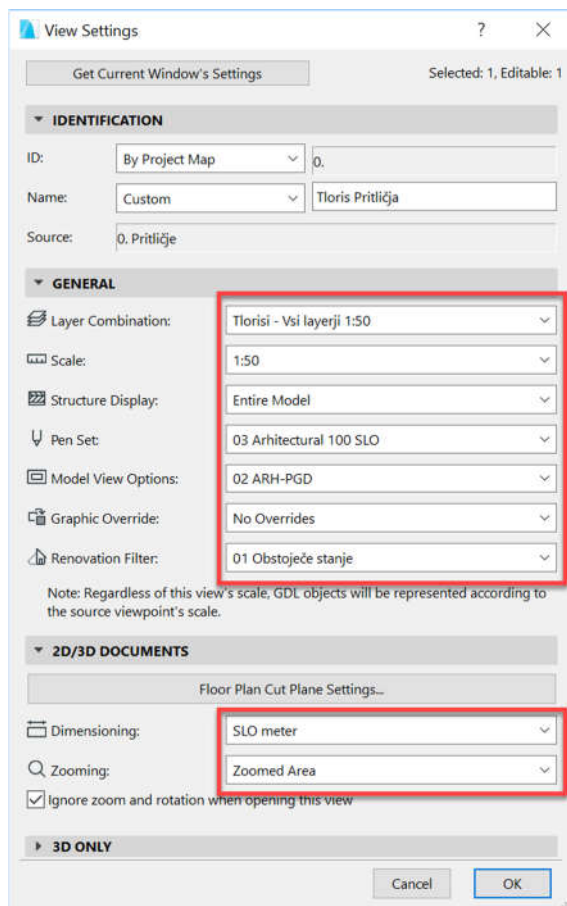 View Settings
?
Get Current Window's Settings
Selected: 1, Editable: 1
IDENTIFICATION
ID:
By Project Map
0.
Name:
Custom
Tloris Pritličja
Source:
0. Pritličje
GENERAL
Layer Combination:
Tlorisi - Vsi layerji 1:50
Scale:
1:50
Structure Display:
Entire Model
Pen Set:
03 Arhitectural 100 SLO
Model View Options:
02 ARH-PGD
Graphic Override:
No Overrides
Renovation Filter:
01 Obstoječe stanje
Note: Regardless of this view's scale, GDL objects will be represented according to
the source viewpoint's scale.
2D/3D DOCUMENTS
Floor Plan Cut Plane Settings...
Dimensioning:
SLO meter
Zooming:
Zoomed Area
Ignore zoom and rotation when opening this view
3D ONLY
Cancel
OK